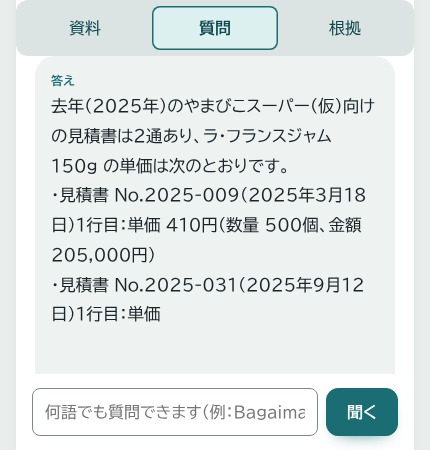 資料
質問
根拠
答え
去年(2025年)のやまびこスーパー(仮)向け
の見積書は2通あり、ラ・フランスジャム
150g の単価は次のとおりです。
・見積書 No.2025-009(2025年3月18
日)1行目:単価 410円(数量 500個、金額
205,000円)
・見積書 No.2025-031(2025年9月12
日)1行目:単価
何語でも質問できます(例:Bagaima
聞く